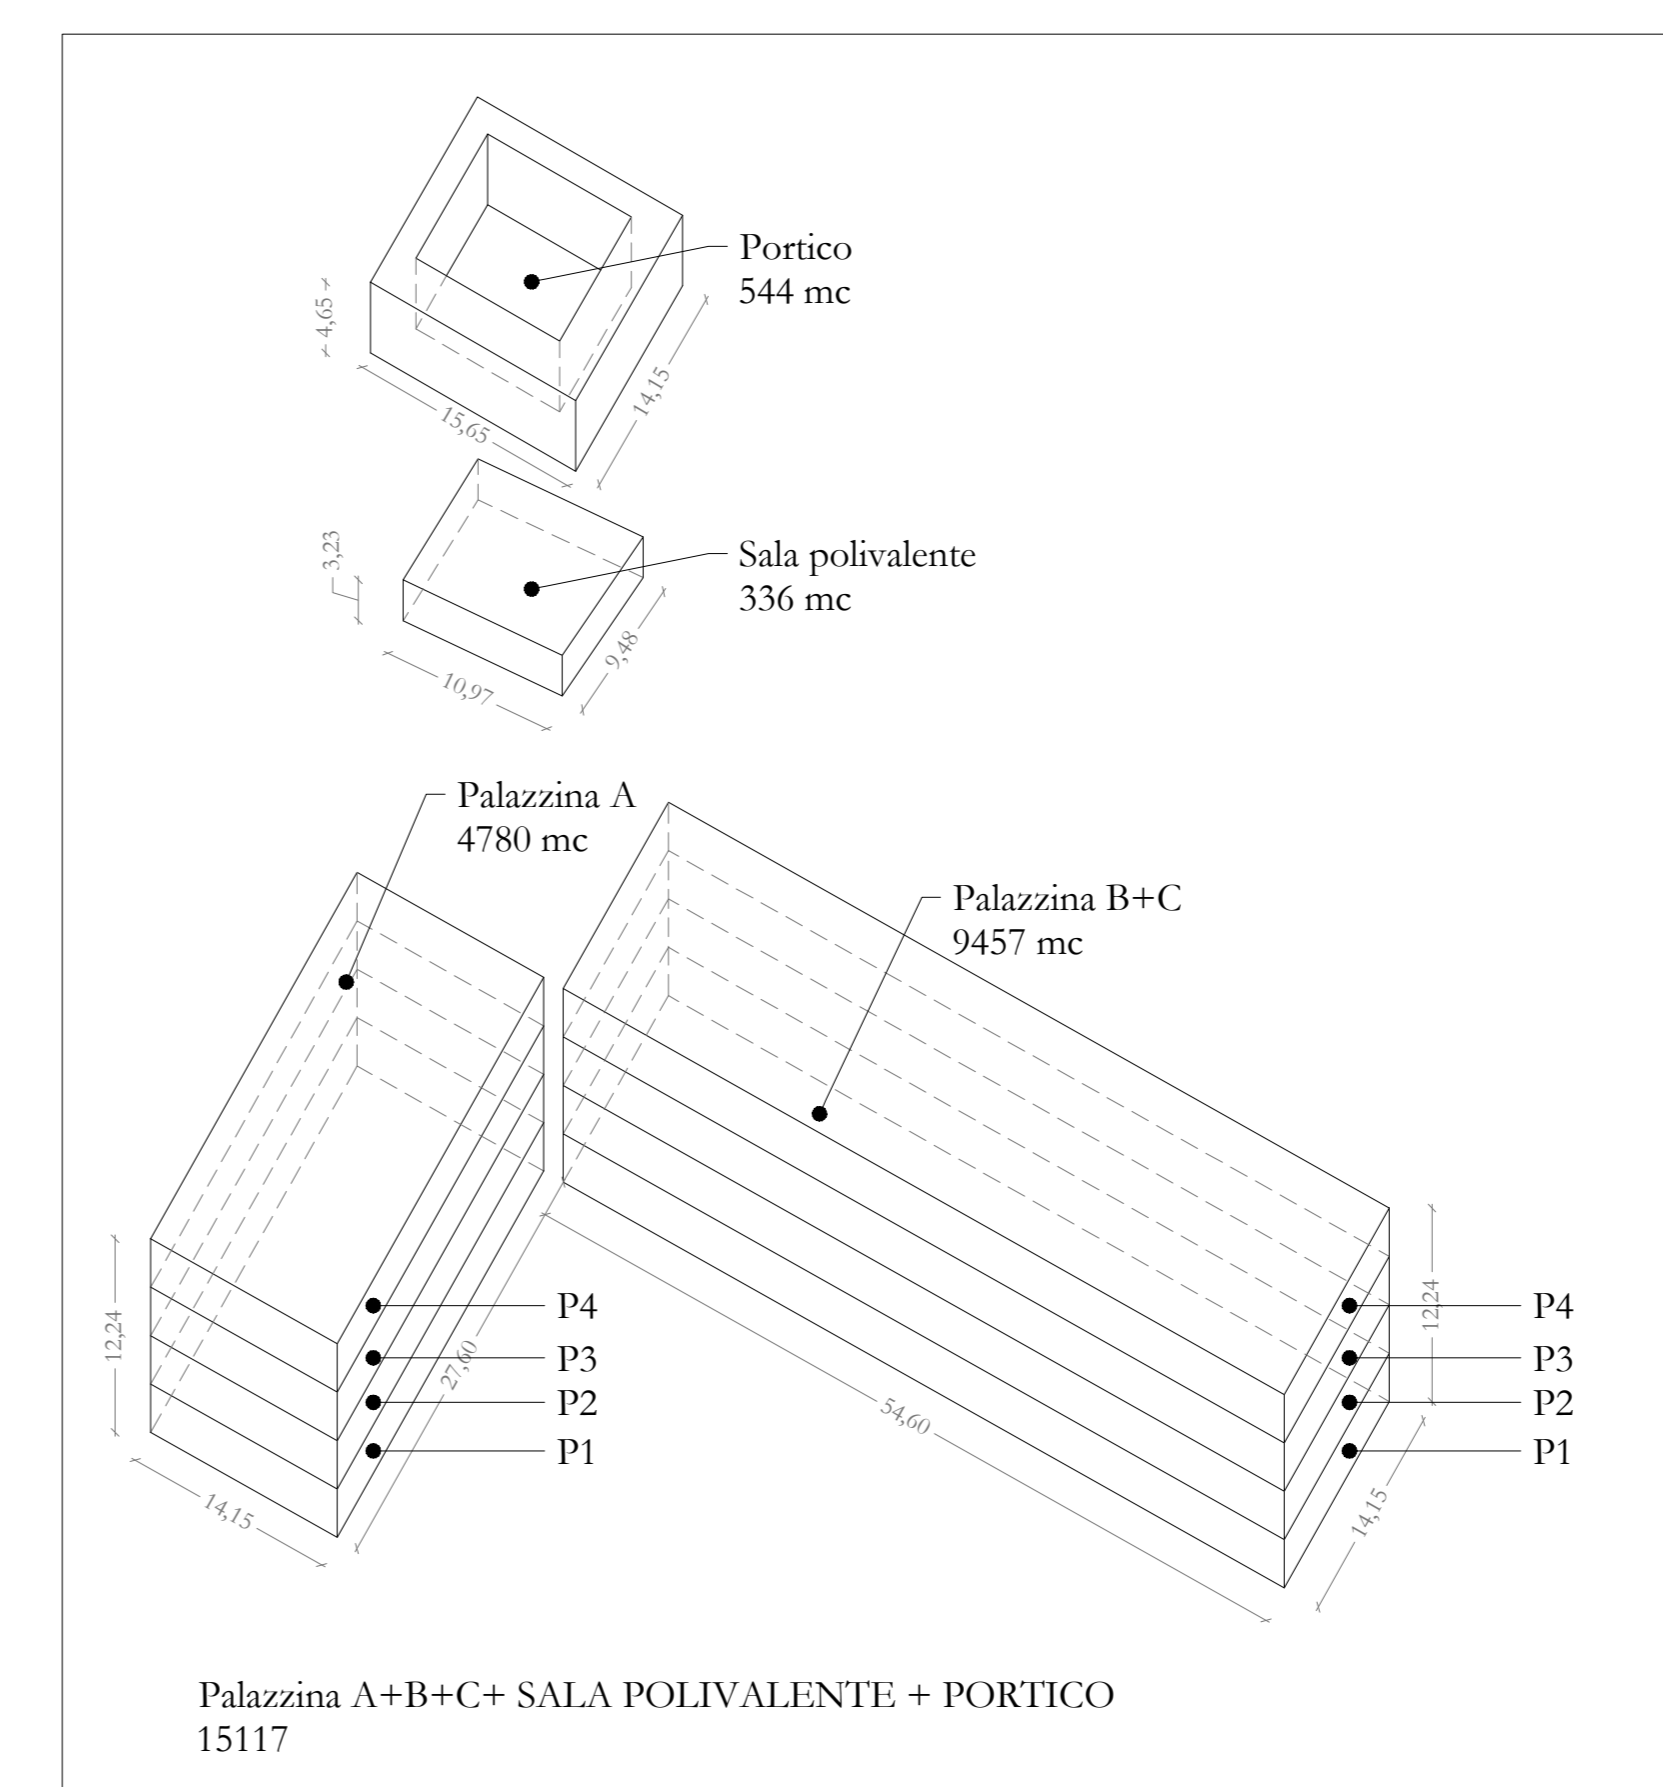 Portico
544 mc
4,65
15,65
14,15
Sala polivalente
336 mc
3,23
10,97
9,48
Palazzina A
4780 mc
Palazzina B+C
9457 mc
12,24
14,15
27,60
P4
P3
P2
P1
54,60
12,24
14,15
P4
P3
P2
P1
Palazzina A+B+C+ SALA POLIVALENTE + PORTICO
15117